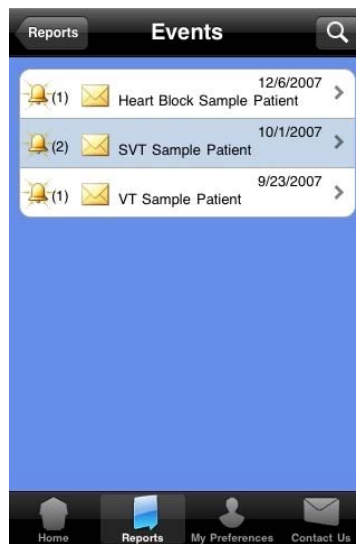 Reports
Events
12/6/2007
(1)
Heart Block Sample Patient
10/1/2007
(2)
SVT Sample Patient
9/23/2007
(1)
VT Sample Patient
Home
Reports
My Preferences
Contact Us